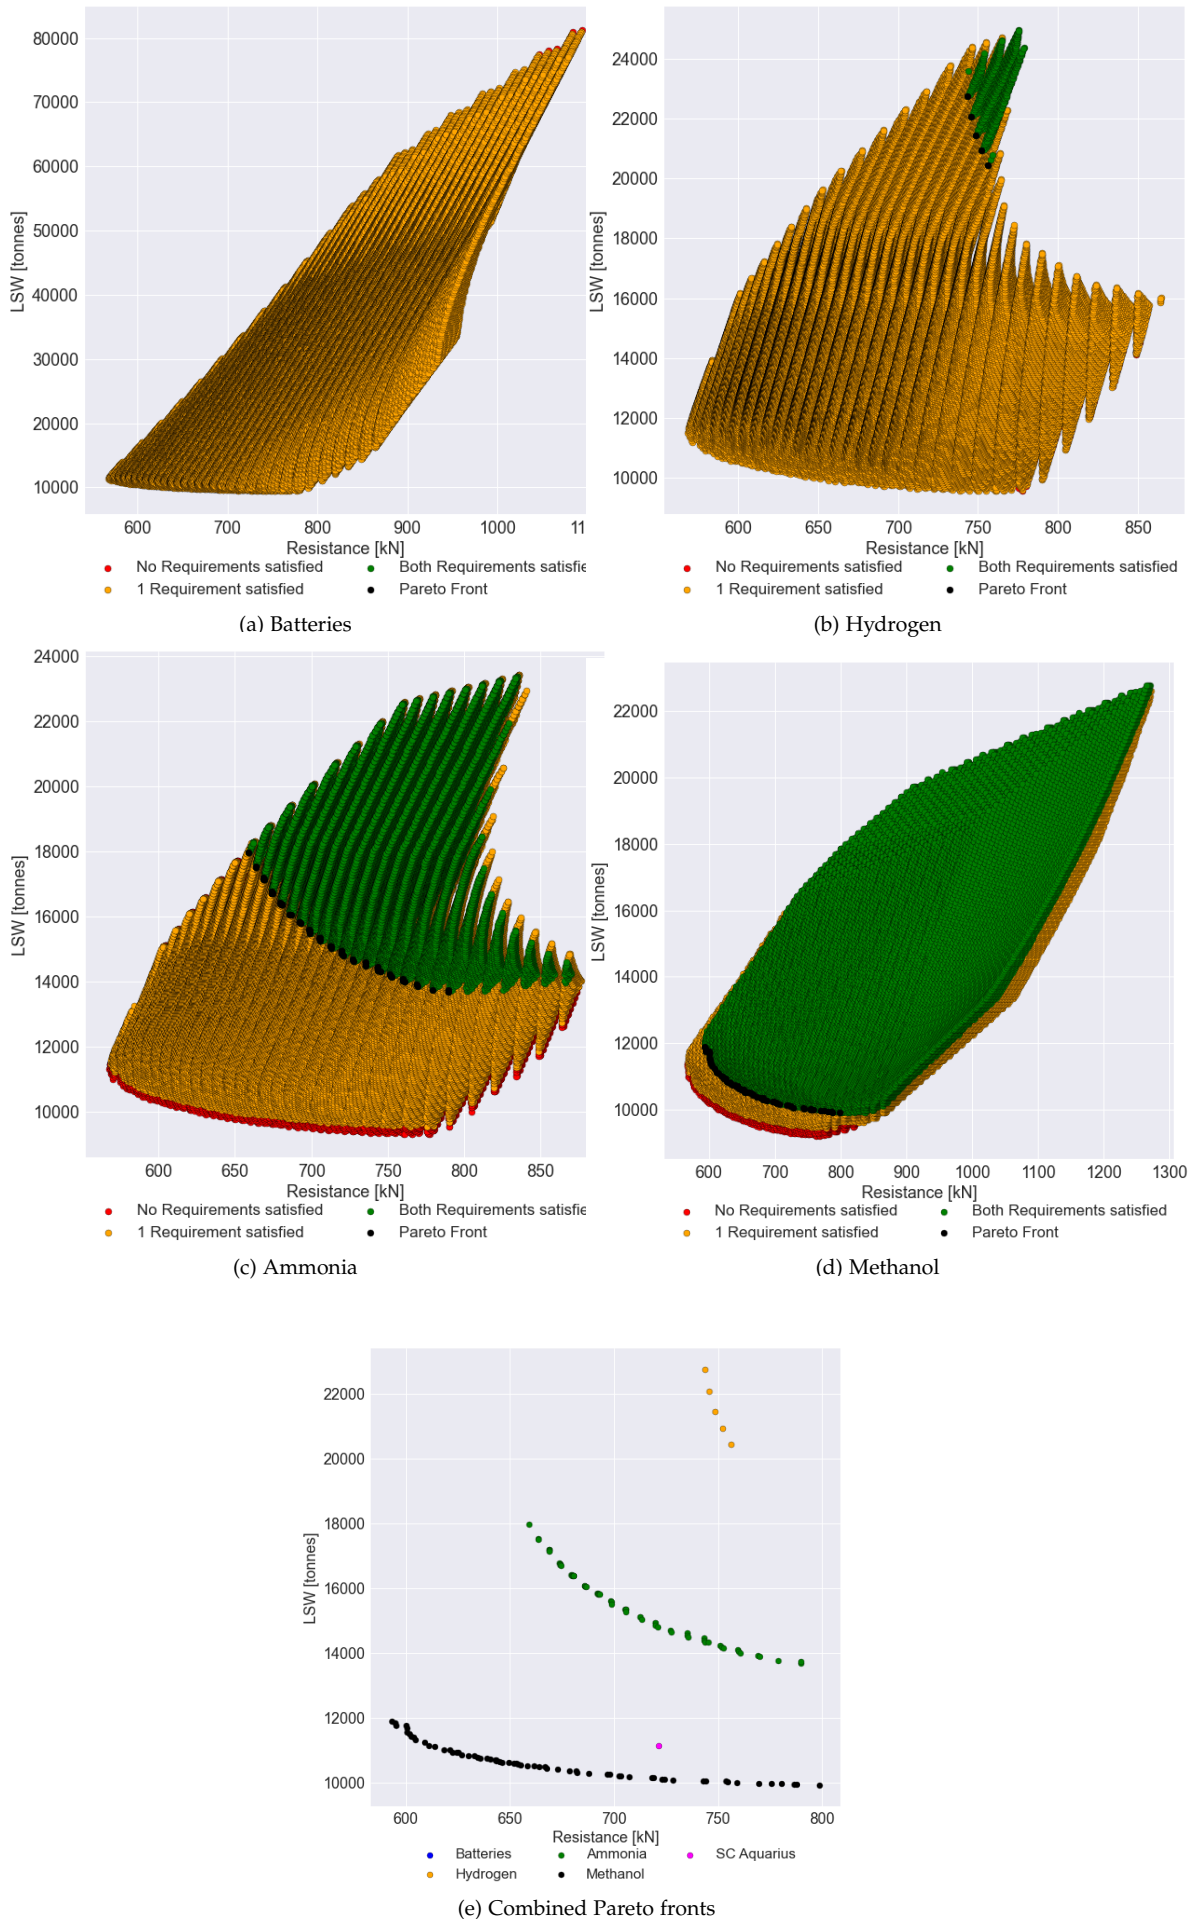 80000
70000
60000
50000
40000
30000
20000
10000
LSW [tonnes]
600 700 800 900 1000 11
Resistance [kN]
No Requirements satisfied Both Requirements satisfie
1 Requirement satisfied Pareto Front
(a) Batteries
24000
22000
20000
18000
16000
14000
12000
10000
LSW [tonnes]
600 650 700 750 800 850
Resistance [kN]
No Requirements satisfied Both Requirements satisfied
1 Requirement satisfied Pareto Front
(b) Hydrogen
24000
22000
20000
18000
16000
14000
12000
10000
LSW [tonnes]
600 650 700 750 800 850
Resistance [kN]
No Requirements satisfied Both Requirements satisfie
1 Requirement satisfied Pareto Front
(c) Ammonia
22000
20000
18000
16000
14000
12000
10000
LSW [tonnes]
600 700 800 900 1000 1100 1200 1300
Resistance [kN]
No Requirements satisfied Both Requirements satisfied
1 Requirement satisfied Pareto Front
(d) Methanol
22000
20000
18000
16000
14000
12000
10000
LSW [tonnes]
600 650 700 750 800
Resistance [kN]
Batteries Ammonia SC Aquarius
Hydrogen Methanol
(e) Combined Pareto fronts